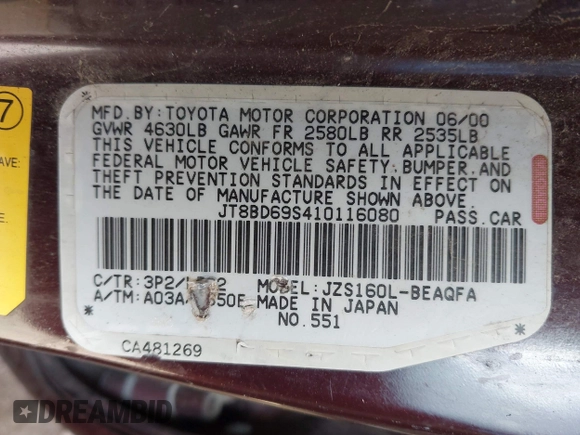 7
AVE:
MFD.BY:TOYOTA MOTOR CORPORATION 06/00
GVWR 4630LB GAWR FR 2580LB RR 2535LB
THIS VEHICLE CONFORMS TO ALL APPLICABLE
FEDERAL MOTOR VEHICLE SAFETY,BUMPER,AND
THEFT PREVENTION STANDARDS IN EFFECT ON
THE DATE OF MANUFACTURE SHOWN ABOVE.
JT8BD69S410116080 PASS.CAR
C/TR:3P2/ MODEL:JZS160L-BEAQFA
A/TM: MADE IN JAPAN
NO.551
CA481269
DREAMBID